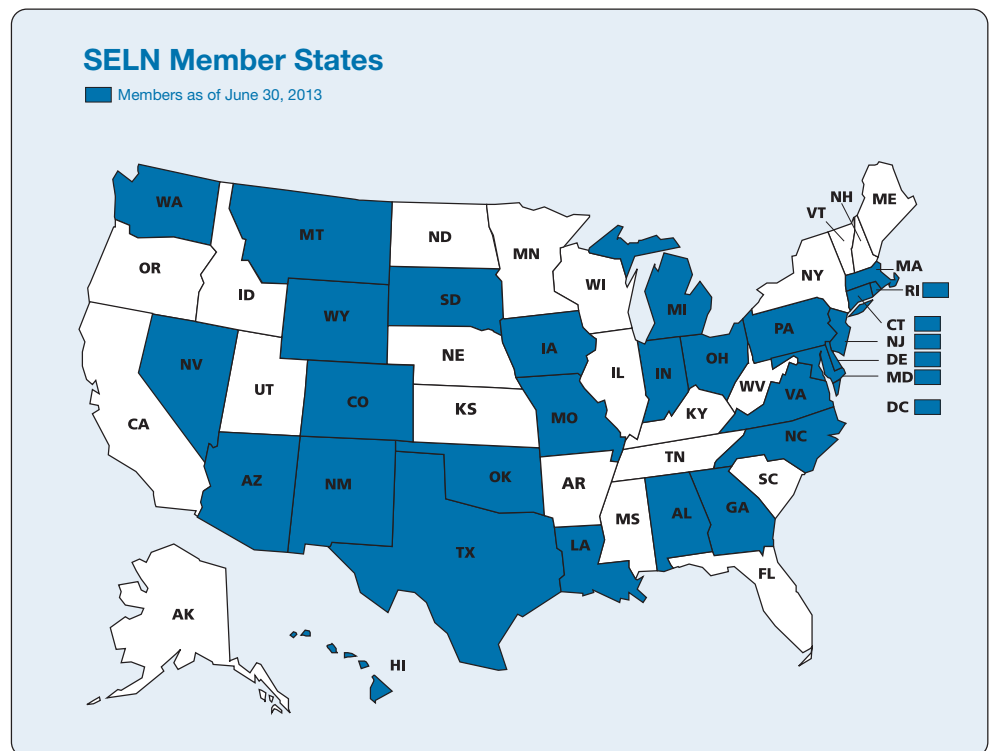 SELN Member States
Members as of June 30, 2013
WA
MT
ND
MN
VT
NH
ME
OR
ID
WY
SD
WI
MI
NY
MA
RI
NV
UT
CO
NE
IA
IL
IN
OH
PA
CT
NJ
DE
MD
DC
CA
KS
MO
KY
WV
VA
AZ
NM
OK
AR
TN
NC
SC
TX
LA
MS
AL
GA
FL
AK
HI